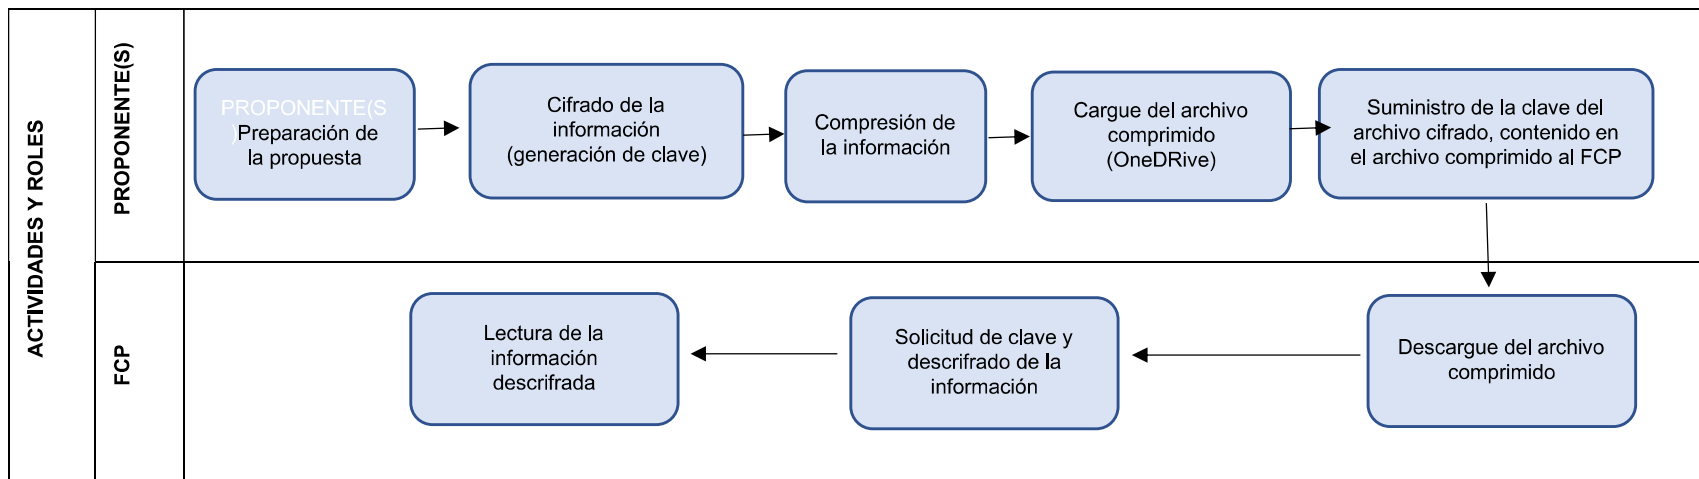 ACTIVIDADES Y ROLES
PROPONENTE(S)
PROPONENTE(S
)Preparación de
la propuesta
Cifrado de la
información
(generación de clave)
Compresión de
la información
Cargue del archivo
comprimido
(OneDRive)
Suministro de la clave del
archivo cifrado, contenido en
el archivo comprimido al FCP
FCP
Lectura de la
información
descrifrada
Solicitud de clave y
descrifrado de la
información
Descargue del archivo
comprimido